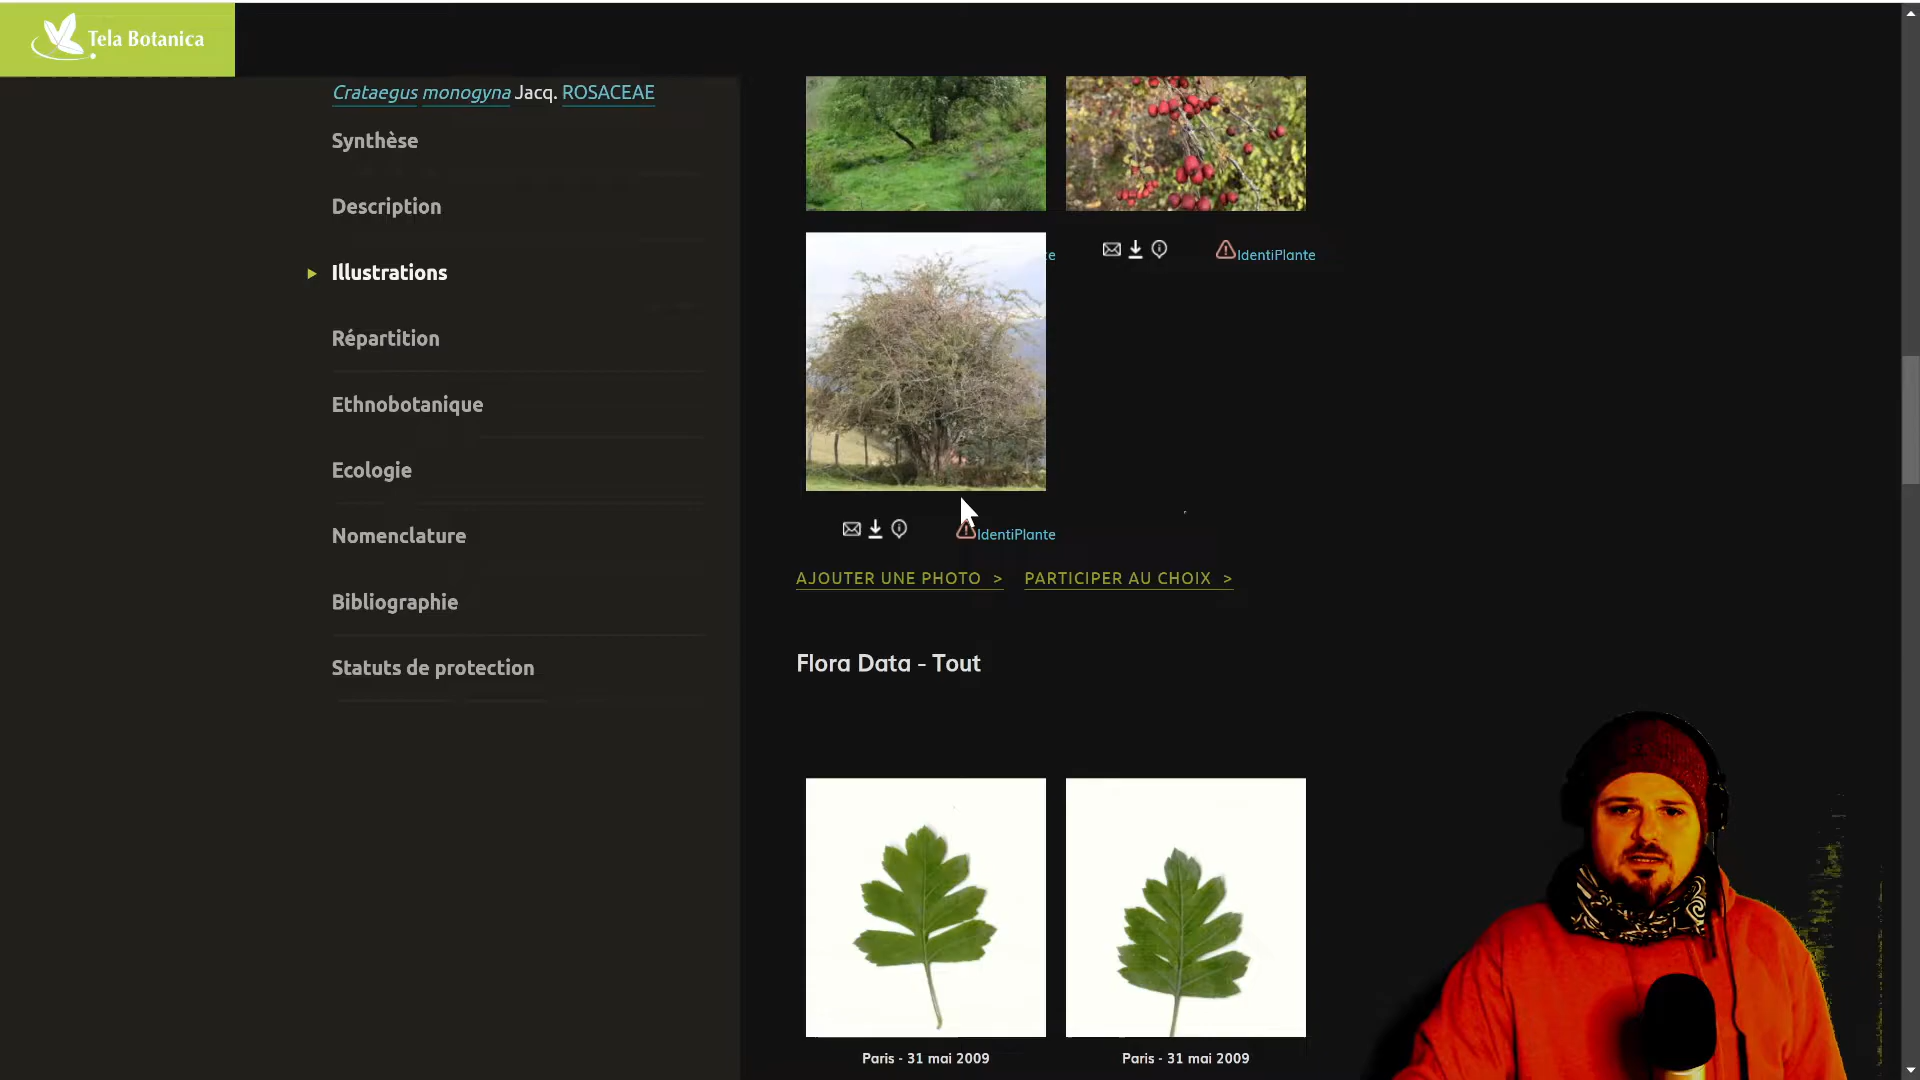 Tela Botanica
Crataegus monogyna Jacq. ROSACEAE
Synthèse
Description
Illustrations
Répartition
Ethnobotanique
Ecologie
Nomenclature
Bibliographie
Statuts de protection
e
IdentiPlante
IdentiPlante
AJOUTER UNE PHOTO >
PARTICIPER AU CHOIX >
Flora Data - Tout
Paris - 31 mai 2009
Paris - 31 mai 2009